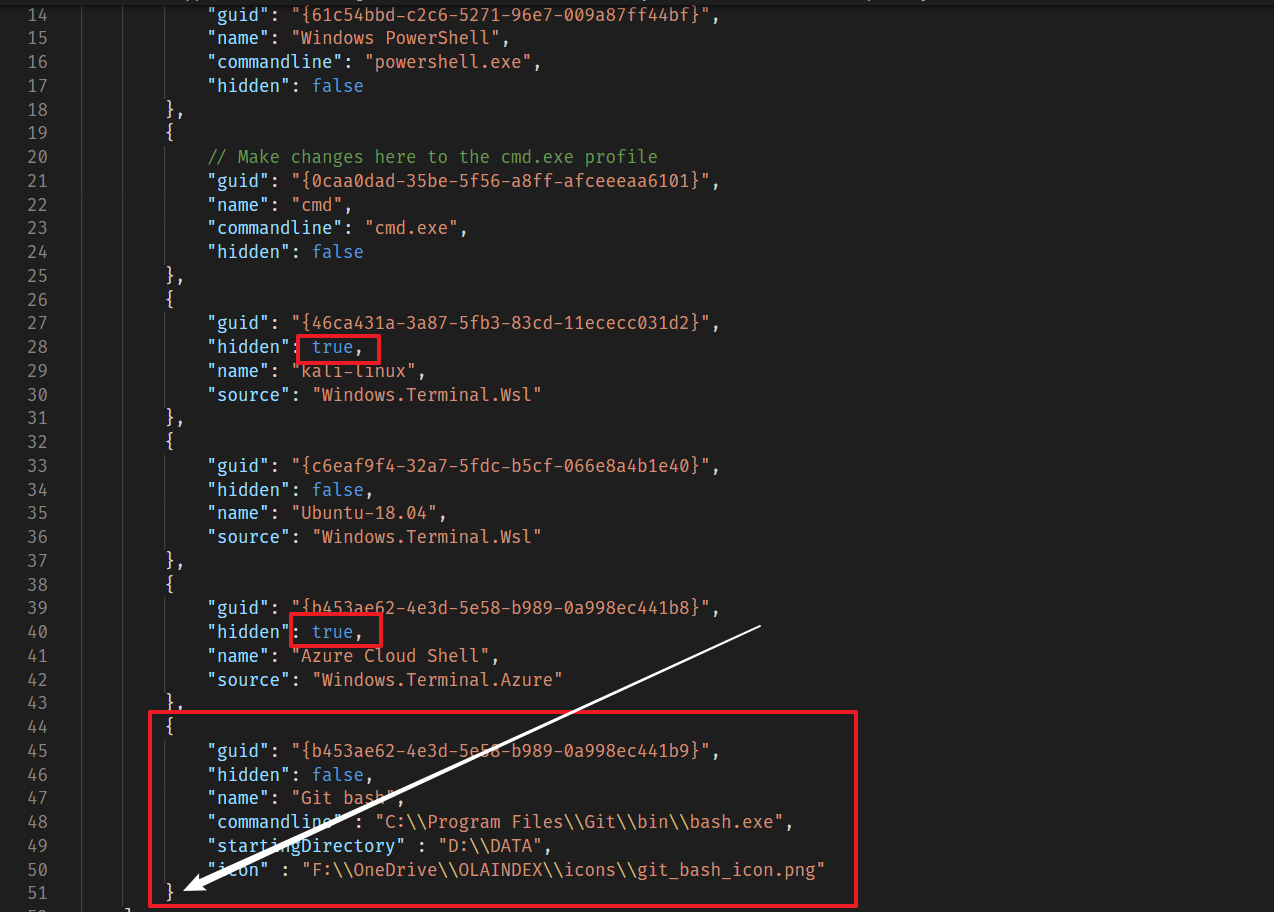 14 "guid": "{61c54bbd-c2c6-5271-96e7-009a87ff44bf}",
15 "name": "Windows PowerShell",
16 "commandline": "powershell.exe",
17 "hidden": false
18 },
19 {
20 // Make changes here to the cmd.exe profile
21 "guid": "{0caa0dad-35be-5f56-a8ff-afceeeaa6101}",
22 "name": "cmd",
23 "commandline": "cmd.exe",
24 "hidden": false
25 },
26 {
27 "guid": "{46ca431a-3a87-5fb3-83cd-11ececc031d2}",
28 "hidden": true,
29 "name": "kali-linux",
30 "source": "Windows.Terminal.Wsl"
31 },
32 {
33 "guid": "{c6eaf9f4-32a7-5fdc-b5cf-066e8a4b1e40}",
34 "hidden": false,
35 "name": "Ubuntu-18.04",
36 "source": "Windows.Terminal.Wsl"
37 },
38 {
39 "guid": "{b453ae62-4e3d-5e58-b989-0a998ec441b8}",
40 "hidden": true,
41 "name": "Azure Cloud Shell",
42 "source": "Windows.Terminal.Azure"
43 },
44 {
45 "guid": "{b453ae62-4e3d-5e58-b989-0a998ec441b9}",
46 "hidden": false,
47 "name": "Git bash",
48 "commandline" : "C:\\Program Files\\Git\\bin\\bash.exe",
49 "startingDirectory" : "D:\\DATA",
50 "icon" : "F:\\OneDrive\\OLAINDEX\\icons\\git_bash_icon.png"
51 }